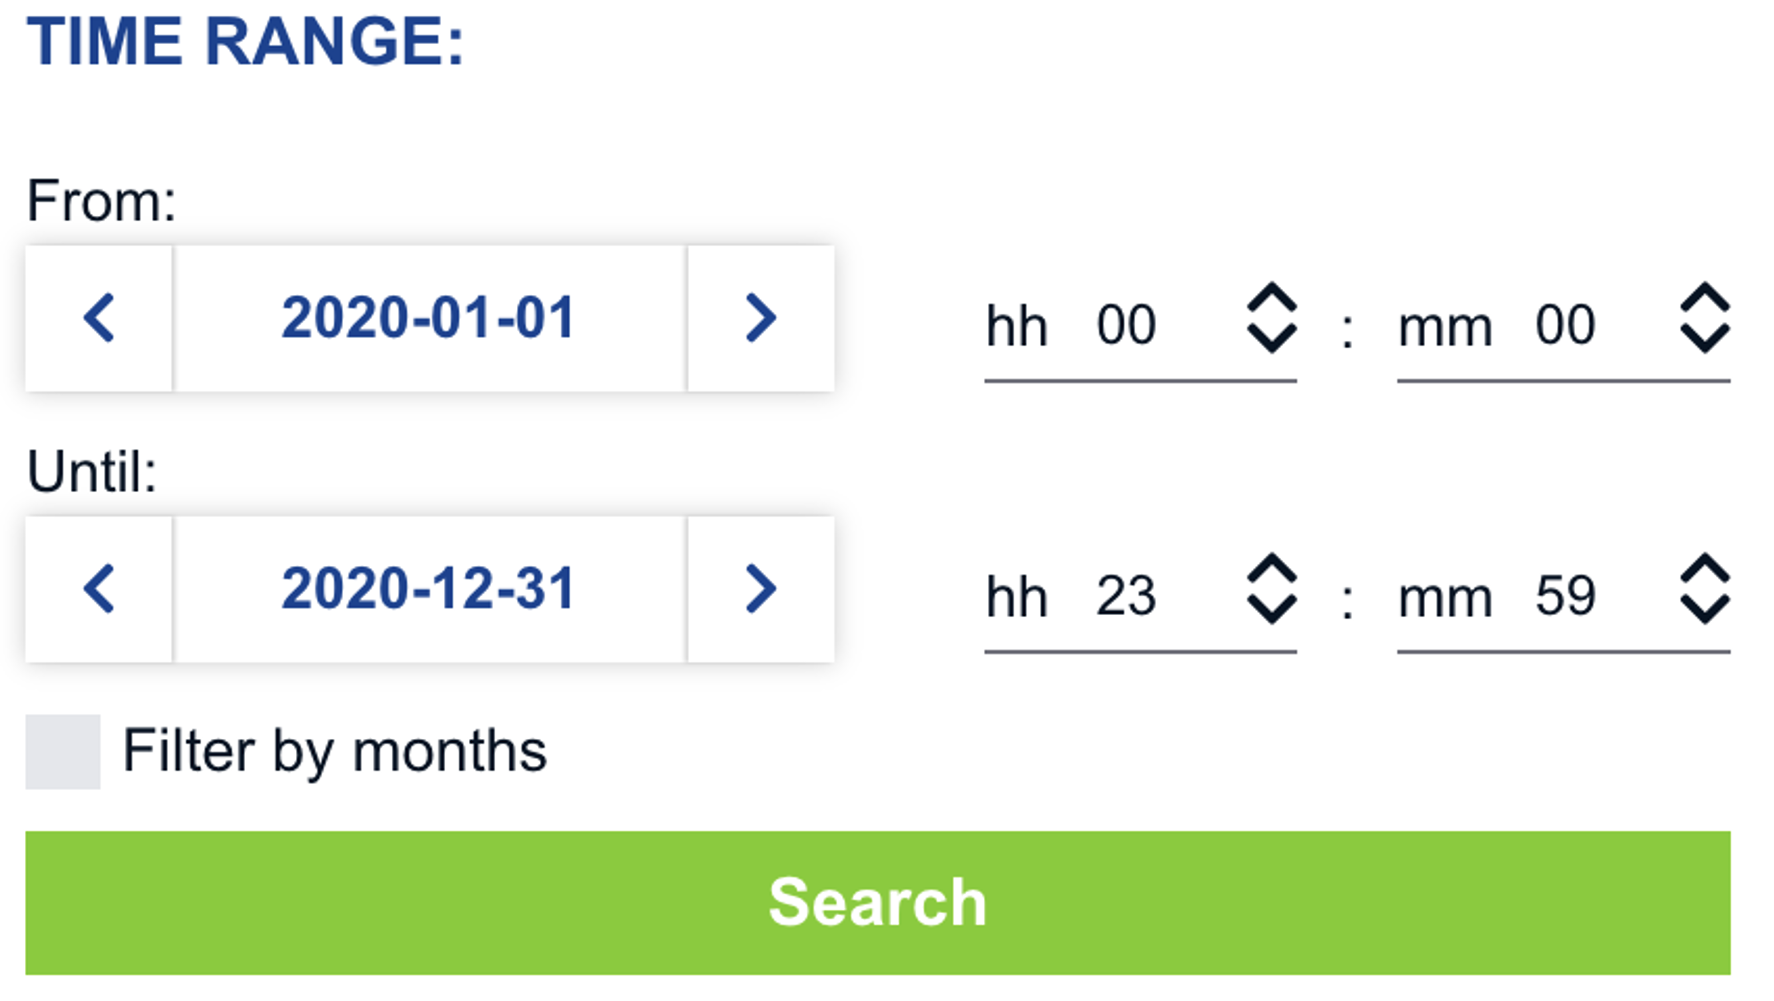 TIME RANGE:
From:
2020-01-01 hh 00 : mm 00
Until:
2020-12-31 hh 23 : mm 59
Filter by months
Search